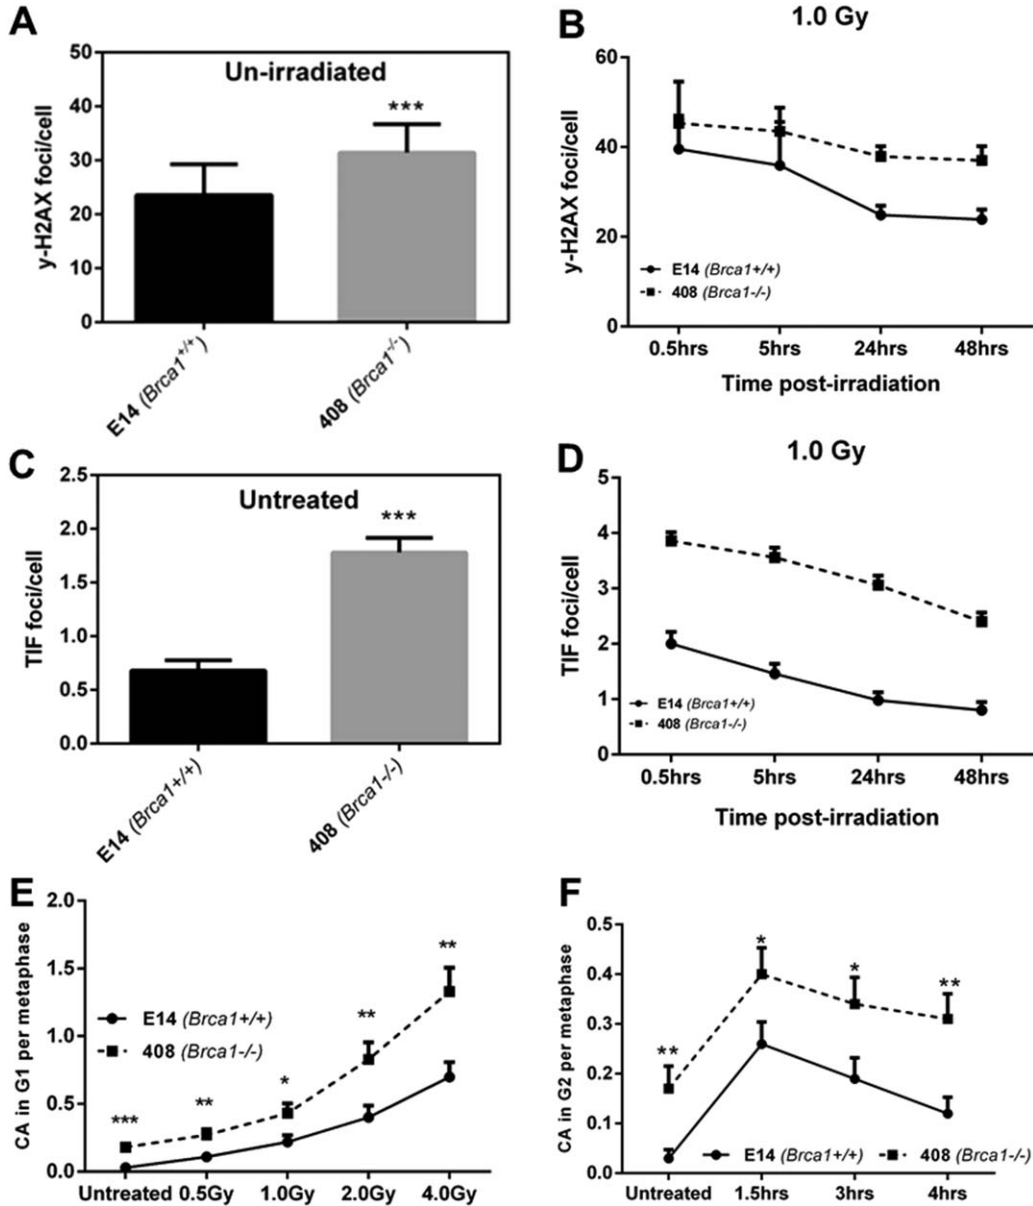 A
Un-irradiated
***
y-H2AX foci/cell
50
40
30
20
10
0
E14 (Brca1+/+)
408 (Brca1-/-)
B
1.0 Gy
y-H2AX foci/cell
60
40
20
0
E14 (Brca1+/+)
408 (Brca1-/-)
0.5hrs 5hrs 24hrs 48hrs
Time post-irradiation
C
Untreated
***
TIF foci/cell
2.5
2.0
1.5
1.0
0.5
0.0
E14 (Brca1+/+)
408 (Brca1-/-)
D
1.0 Gy
TIF foci/cell
5
4
3
2
1
0
E14 (Brca1+/+)
408 (Brca1-/-)
0.5hrs 5hrs 24hrs 48hrs
Time post-irradiation
E
CA in G1 per metaphase
2.0
1.5
1.0
0.5
0.0
E14 (Brca1+/+)
408 (Brca1-/-)
*** ** * ** **
Untreated 0.5Gy 1.0Gy 2.0Gy 4.0Gy
F
CA in G2 per metaphase
0.5
0.4
0.3
0.2
0.1
0.0
** * * **
E14 (Brca1+/+) 408 (Brca1-/-)
Untreated 1.5hrs 3hrs 4hrs